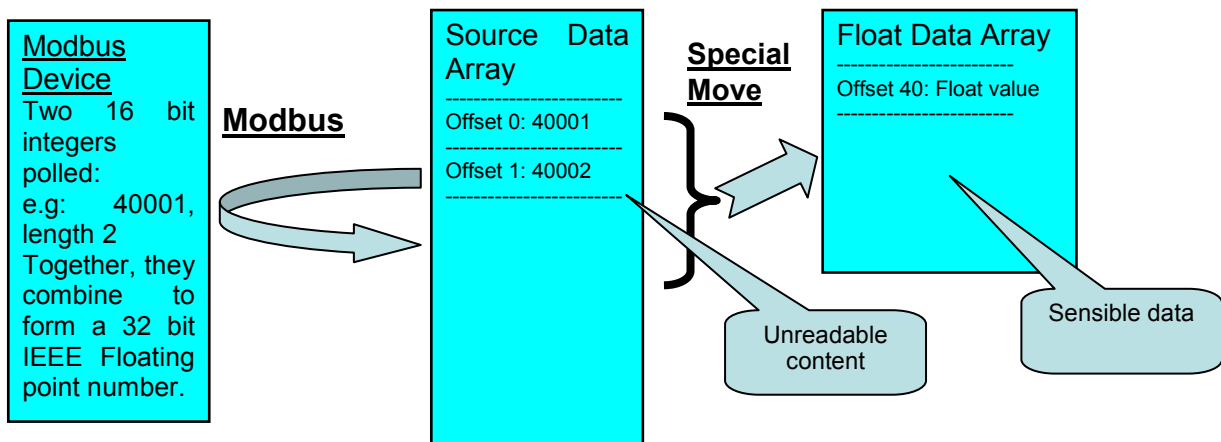 Modbus
Device
Two 16 bit
integers
polled:
e.g: 40001,
length 2
Together, they
combine to
form a 32 bit
IEEE Floating
point number.
Modbus
Source Data
Array
---------------------------
Offset 0: 40001
---------------------------
Offset 1: 40002
---------------------------
Special
Move
Float Data Array
---------------------------
Offset 40: Float value
---------------------------
Unreadable
content
Sensible data